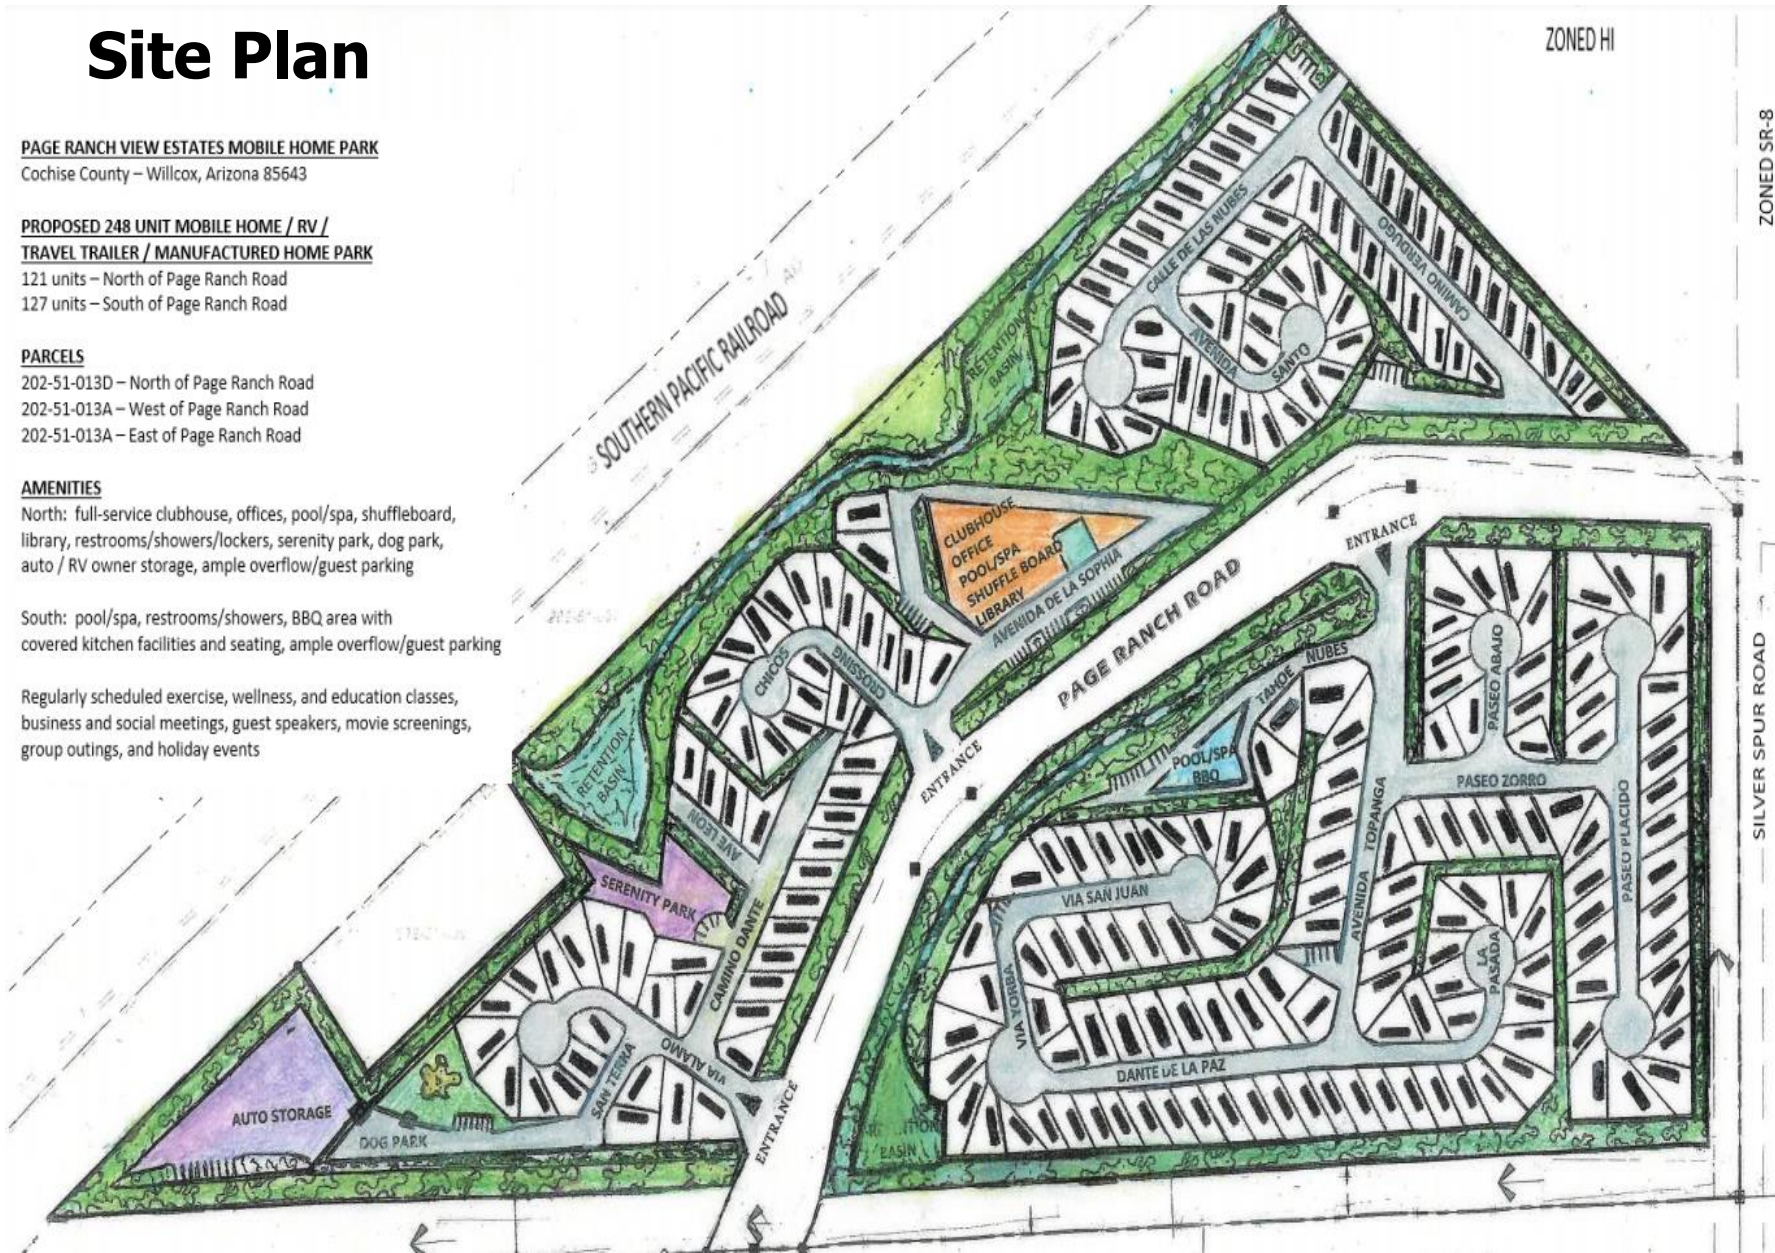 Site Plan
PAGE RANCH VIEW ESTATES MOBILE HOME PARK
Cochise County – Willcox, Arizona 85643
PROPOSED 248 UNIT MOBILE HOME / RV /
TRAVEL TRAILER / MANUFACTURED HOME PARK
121 units – North of Page Ranch Road
127 units – South of Page Ranch Road
PARCELS
202-51-013D – North of Page Ranch Road
202-51-013A – West of Page Ranch Road
202-51-013A – East of Page Ranch Road
AMENITIES
North:  full-service clubhouse, offices, pool/spa, shuffleboard,
library, restrooms/showers/lockers, serenity park, dog park,
auto / RV owner storage, ample overflow/guest parking
South:  pool/spa, restrooms/showers, BBQ area with
covered kitchen facilities and seating, ample overflow/guest parking
Regularly scheduled exercise, wellness, and education classes,
business and social meetings, guest speakers, movie screenings,
group outings, and holiday events
ZONED HI
ZONED SR-8
SOUTHERN PACIFIC RAILROAD
CALLE DE LAS NUBES
CAMINO VERDUGO
AVENIDA
SANTO
RETENTION
BASIN
CLUBHOUSE
OFFICE
POOL/SPA
SHUFFLE BOARD
LIBRARY
AVENIDA DE LA SOPHIA
PAGE RANCH ROAD
ENTRANCE
CHICOS
CROSSING
ENTRANCE
TAHOE
NUBES
POOL/SPA
BBQ
PASEO ABAJO
PASEO ZORRO
PASEO PLACIDO
SILVER SPUR ROAD
RETENTION
BASIN
AVE LEON
SERENITY PARK
CAMINO DANTE
VIA SAN JUAN
AVENIDA TOPANGA
LA
PASADA
VIA YORBA
DANTE DE LA PAZ
VIA ALAMO
SAN TERRA
AUTO STORAGE
DOG PARK
ENTRANCE
BASIN